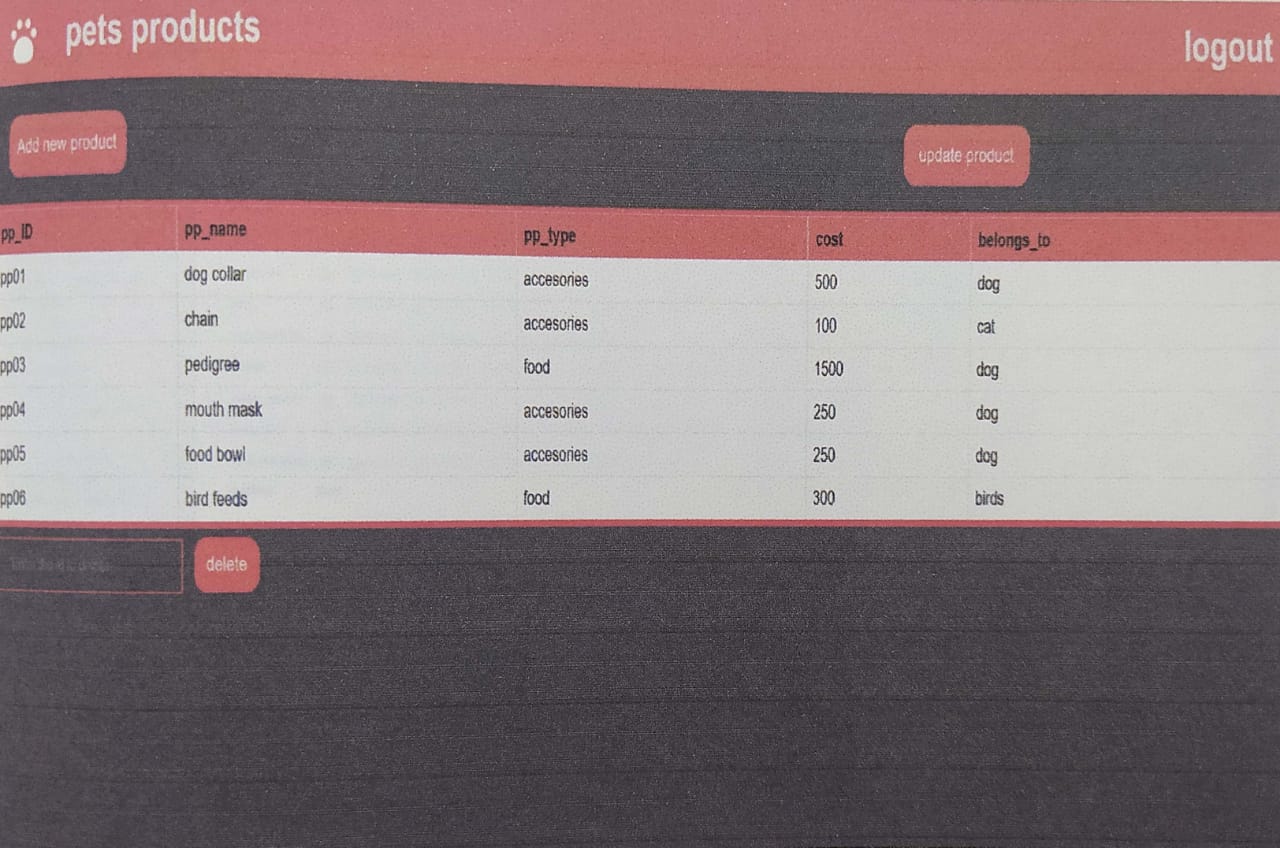 pets products
logout
Add new product
update product
pp_ID pp_name pp_type cost belongs_to
pp01 dog collar accesories 500 dog
pp02 chain accesories 100 cat
pp03 pedigree food 1500 dog
pp04 mouth mask accesories 250 dog
pp05 food bowl accesories 250 dog
pp06 bird feeds food 300 birds
delete